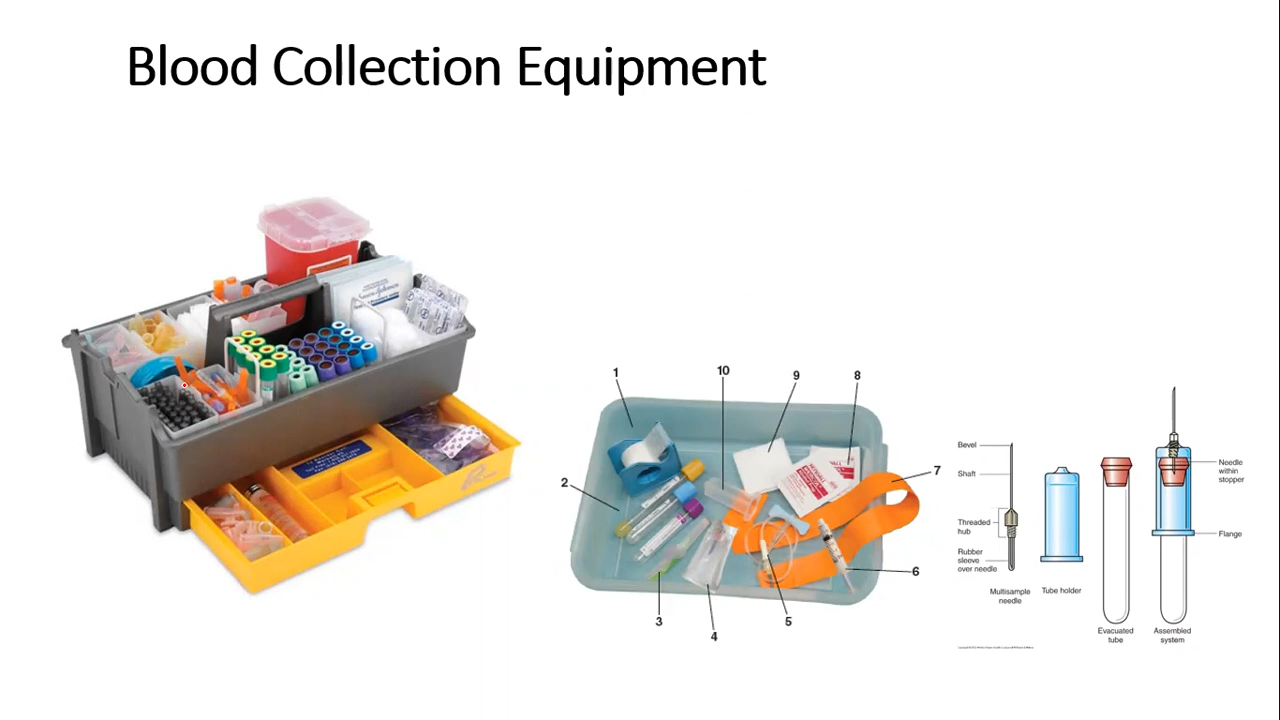 Blood Collection Equipment
1
10
9
8
2
7
3
4
5
6
Bevel
Shaft
Threaded
hub
Rubber
sleeve
over needle
Multisample
needle
Tube holder
Evacuated
tube
Needle
within
stopper
Flange
Assembled
system